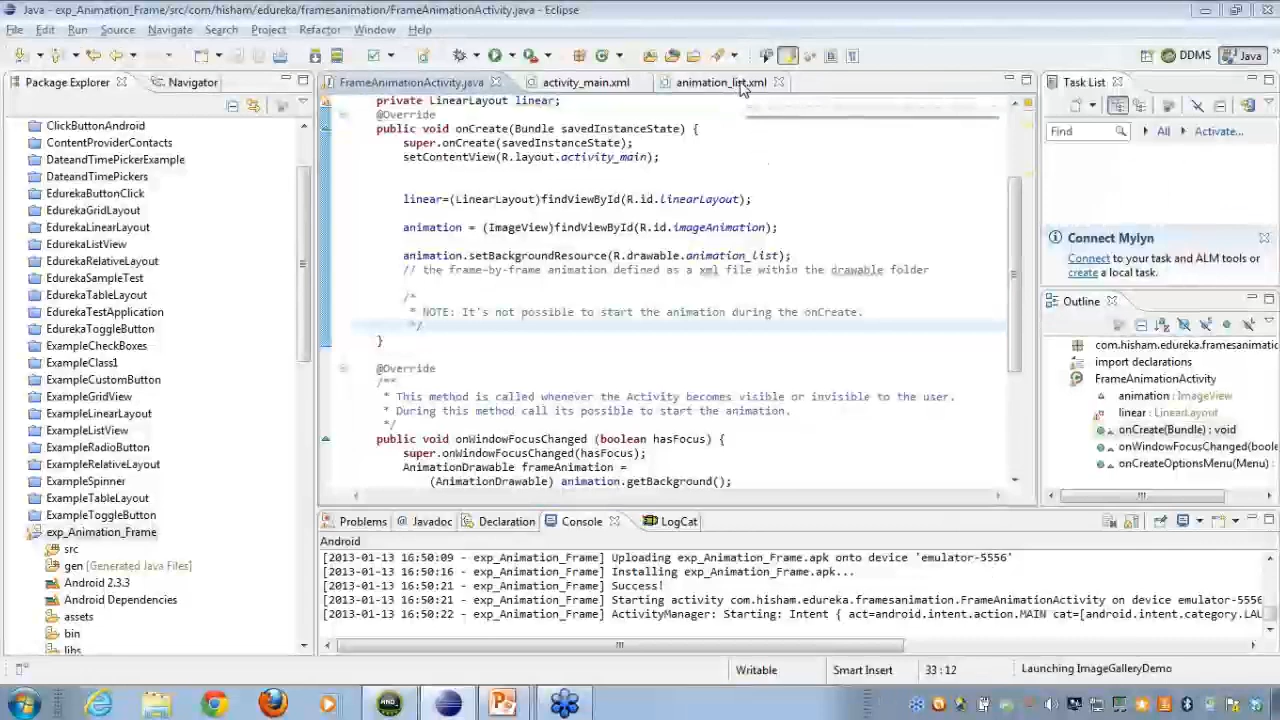 Java - exp_Animation_Frame/src/com/hisham/edureka/framesanimation/FrameAnimationActivity.java - Eclipse
File Edit Run Source Navigate Search Project Refactor Window Help
DDMS Java
Package Explorer Navigator
FrameAnimationActivity.java activity_main.xml animation_list.xml
Task List
Find All Activate...
ClickButtonAndroid
ContentProviderContacts
DateandTimePickerExample
DateandTimePickers
EdurekaButtonClick
EdurekaGridLayout
EdurekaLinearLayout
EdurekaListView
EdurekaRelativeLayout
EdurekaSampleTest
EdurekaTableLayout
EdurekaTestApplication
EdurekaToggleButton
ExampleCheckBoxes
ExampleClass1
ExampleCustomButton
ExampleGridView
ExampleLinearLayout
ExampleListView
ExampleRadioButton
ExampleRelativeLayout
ExampleSpinner
ExampleTableLayout
ExampleToggleButton
exp_Animation_Frame
src
gen [Generated Java Files]
Android 2.3.3
Android Dependencies
assets
bin
libs
private LinearLayout linear;
@Override
public void onCreate(Bundle savedInstanceState) {
super.onCreate(savedInstanceState);
setContentView(R.layout.activity_main);
linear=(LinearLayout)findViewById(R.id.linearLayout);
animation = (ImageView)findViewById(R.id.imageAnimation);
animation.setBackgroundResource(R.drawable.animation_list);
// the frame-by-frame animation defined as a xml file within the drawable folder
/*
* NOTE: It's not possible to start the animation during the onCreate.
*/
}
@Override
/**
* This method is called whenever the Activity becomes visible or invisible to the user.
* During this method call its possible to start the animation.
*/
public void onWindowFocusChanged (boolean hasFocus) {
super.onWindowFocusChanged(hasFocus);
AnimationDrawable frameAnimation =
(AnimationDrawable) animation.getBackground();
Connect Mylyn
Connect to your task and ALM tools or
create a local task.
Outline
com.hisham.edureka.framesanimatic
import declarations
FrameAnimationActivity
animation : ImageView
linear : LinearLayout
onCreate(Bundle) : void
onWindowFocusChanged(boole
onCreateOptionsMenu(Menu) :
Problems Javadoc Declaration Console LogCat
Android
[2013-01-13 16:50:09 - exp_Animation_Frame] Uploading exp_Animation_Frame.apk onto device 'emulator-5556'
[2013-01-13 16:50:16 - exp_Animation_Frame] Installing exp_Animation_Frame.apk...
[2013-01-13 16:50:21 - exp_Animation_Frame] Success!
[2013-01-13 16:50:21 - exp_Animation_Frame] Starting activity com.hisham.edureka.framesanimation.FrameAnimationActivity on device emulator-5556
[2013-01-13 16:50:22 - exp_Animation_Frame] ActivityManager: Starting: Intent { act=android.intent.action.MAIN cat=[android.intent.category.LAU
Writable Smart Insert 33:12 Launching ImageGalleryDemo